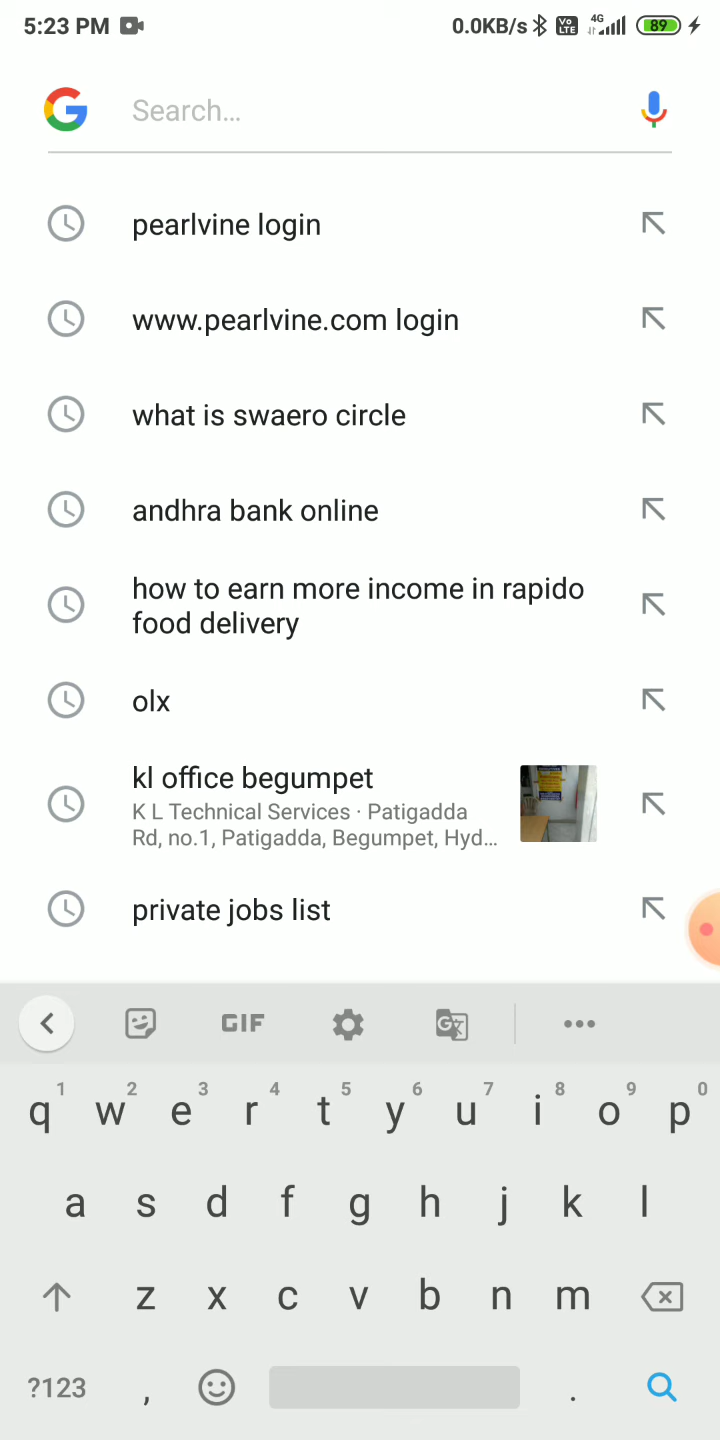 5:23 PM 0.0KB/s VO LTE 4G 89
Search...
pearlvine login
www.pearlvine.com login
what is swaero circle
andhra bank online
how to earn more income in rapido
food delivery
olx
kl office begumpet
K L Technical Services · Patigadda
Rd, no.1, Patigadda, Begumpet, Hyd...
private jobs list
GIF G
1 2 3 4 5 6 7 8 9 0
q w e r t y u i o p
a s d f g h j k l
z x c v b n m
?123 , .